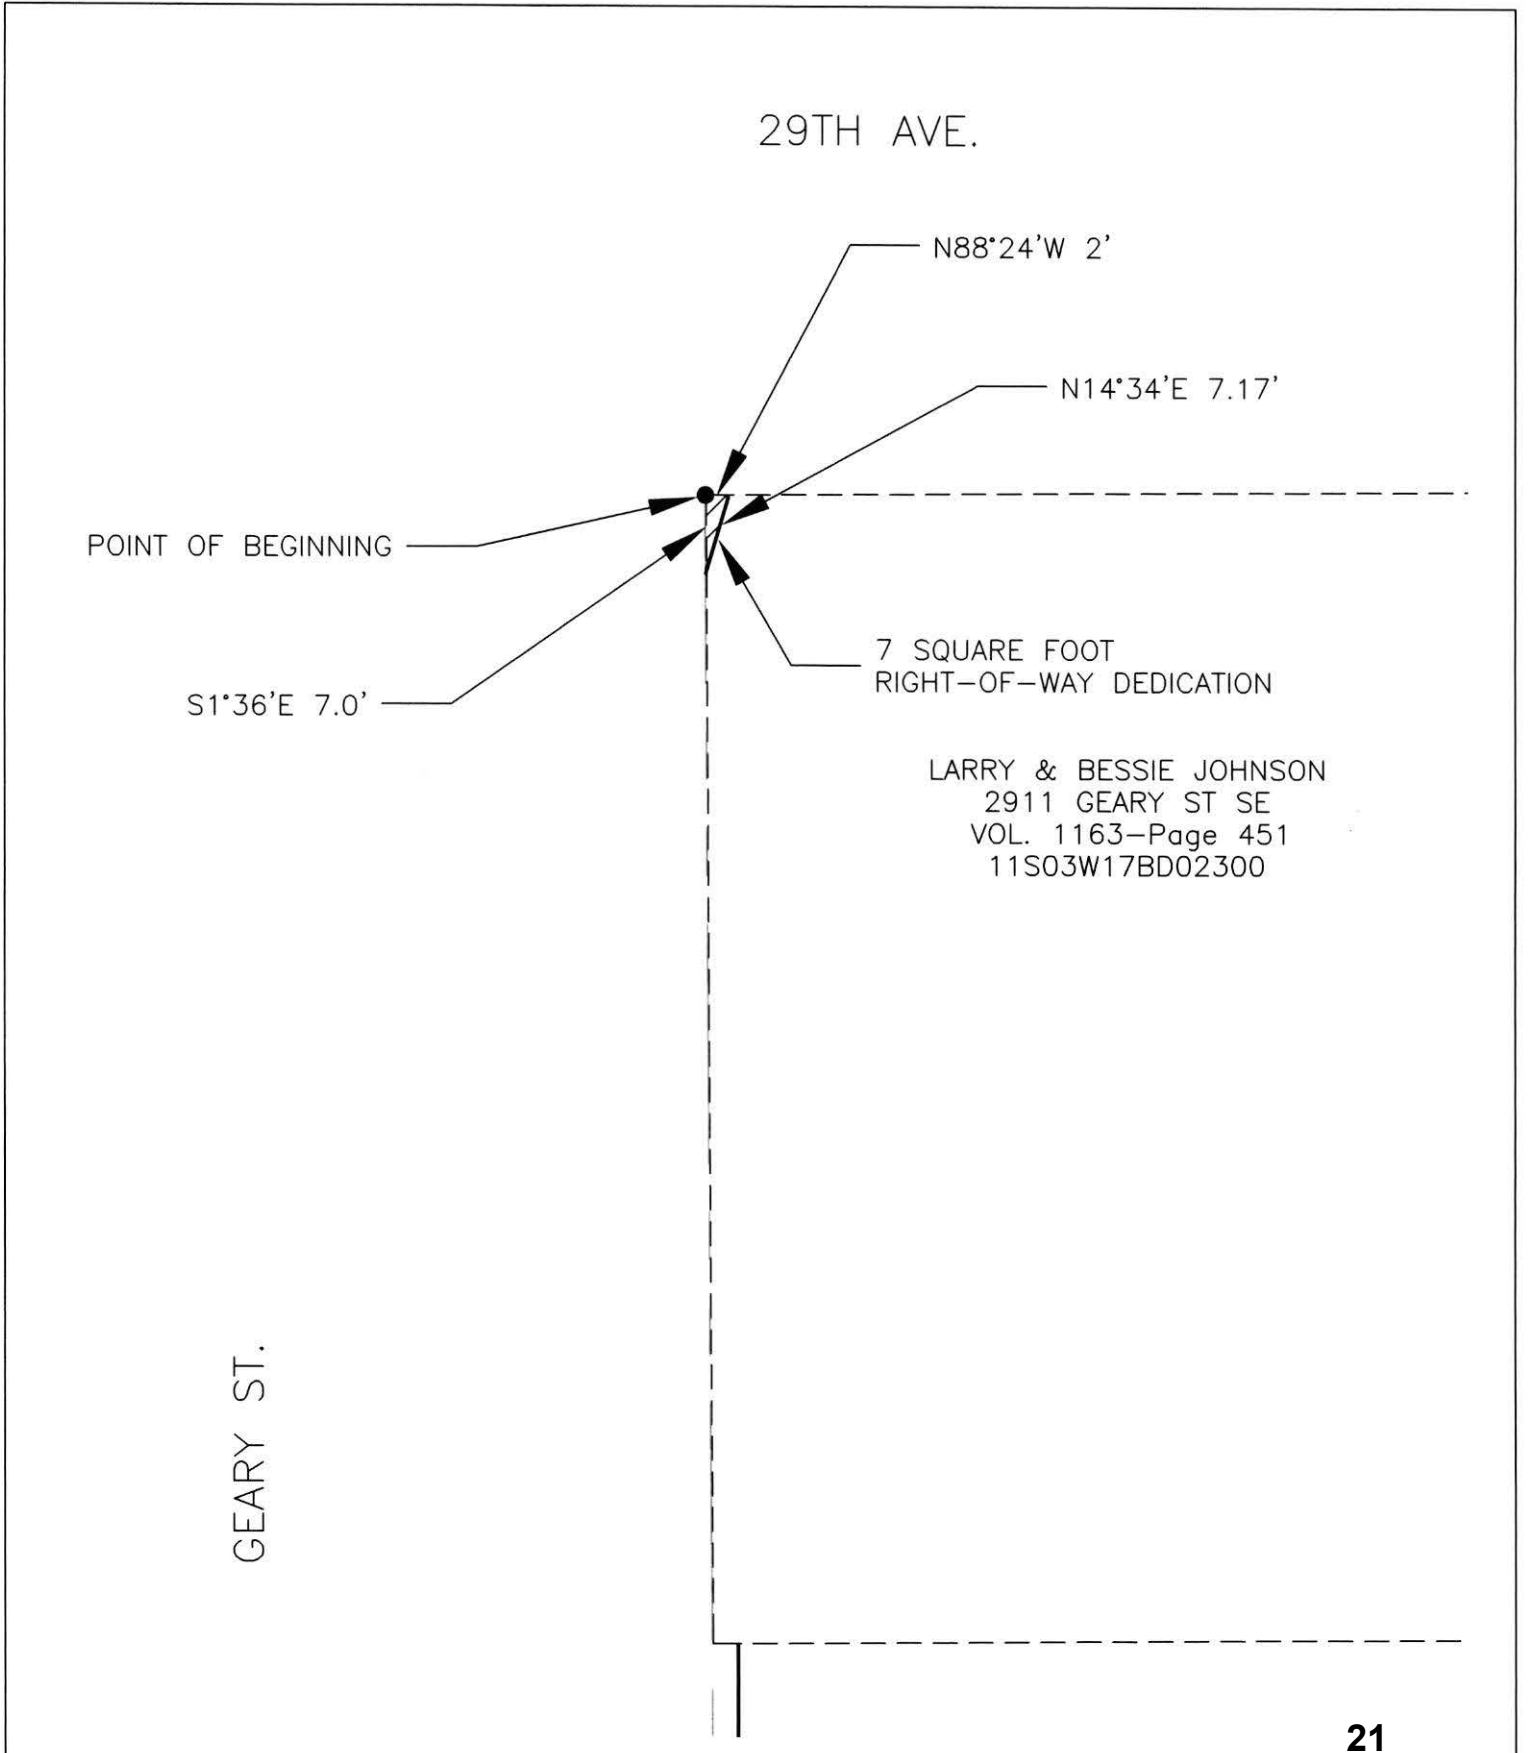 29TH AVE.
N88°24'W 2'
N14°34'E 7.17'
POINT OF BEGINNING
7 SQUARE FOOT
RIGHT-OF-WAY DEDICATION
S1°36'E 7.0'
LARRY & BESSIE JOHNSON
2911 GEARY ST SE
VOL. 1163-Page 451
11S03W17BD02300
GEARY ST.
21